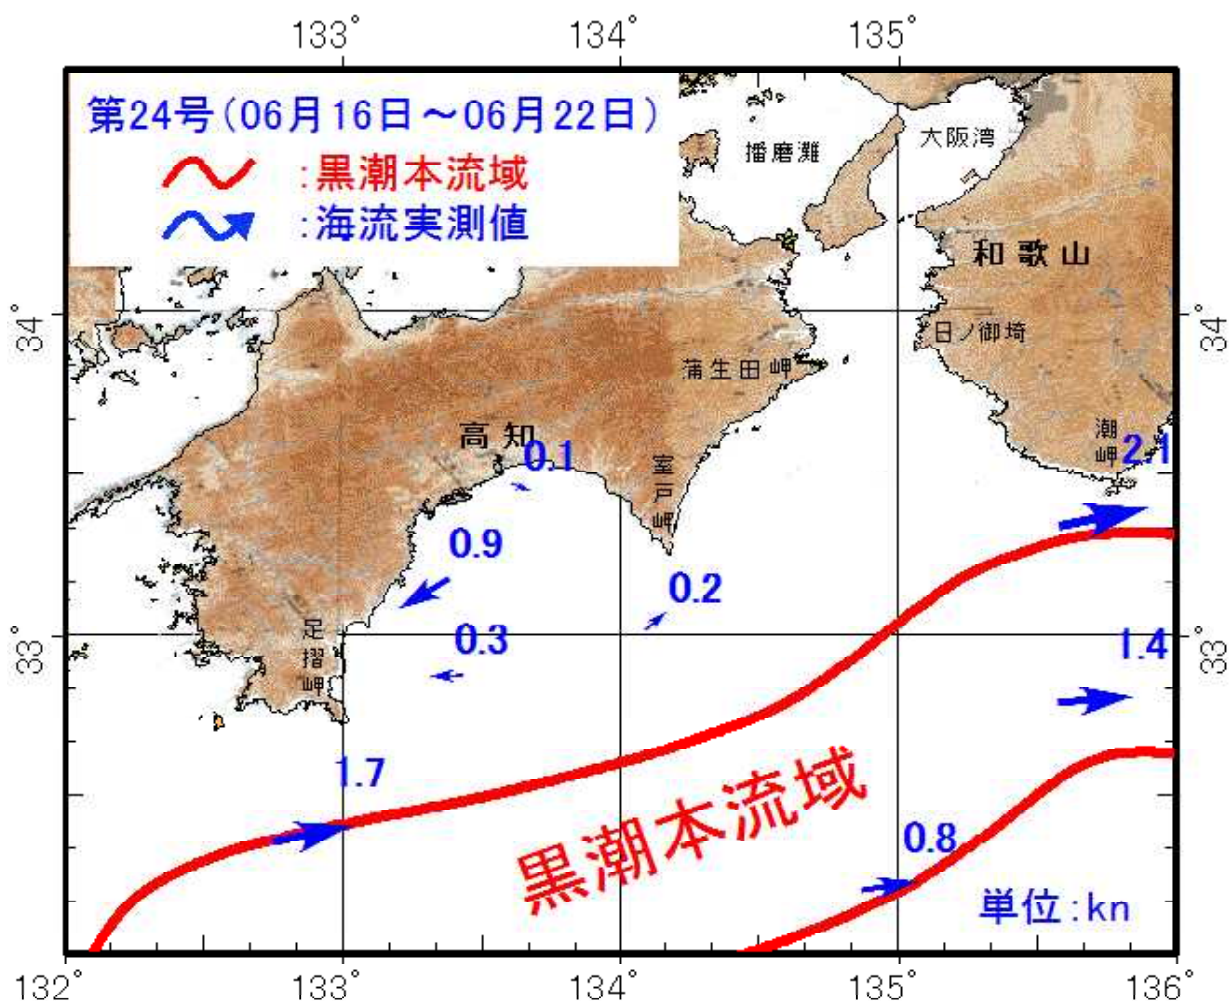 133° 134° 135°
第24号(06月16日～06月22日)
:黒潮本流域
:海流実測値
播磨灘
大阪湾
和歌山
34°
34°
日ノ御埼
蒲生田岬
高知
潮岬
2.1
0.1
室戸岬
0.9
0.2
33°
33°
足摺岬
0.3
1.4
1.7
黒潮本流域
0.8
単位:kn
132° 133° 134° 135° 136°